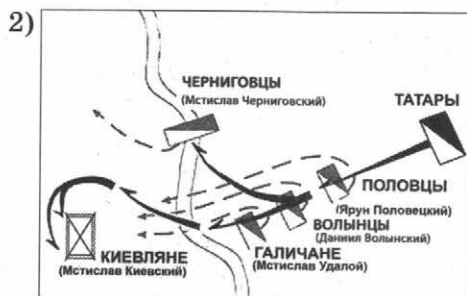 2)
ЧЕРНИГОВЦЫ
(Мстислав Черниговский)
ТАТАРЫ
ПОЛОВЦЫ
(Ярун Половецкий)
ВОЛЫНЦЫ
(Даниил Волынский)
ГАЛИЧАНЕ
(Мстислав Удалой)
КИЕВЛЯНЕ
(Мстислав Киевский)